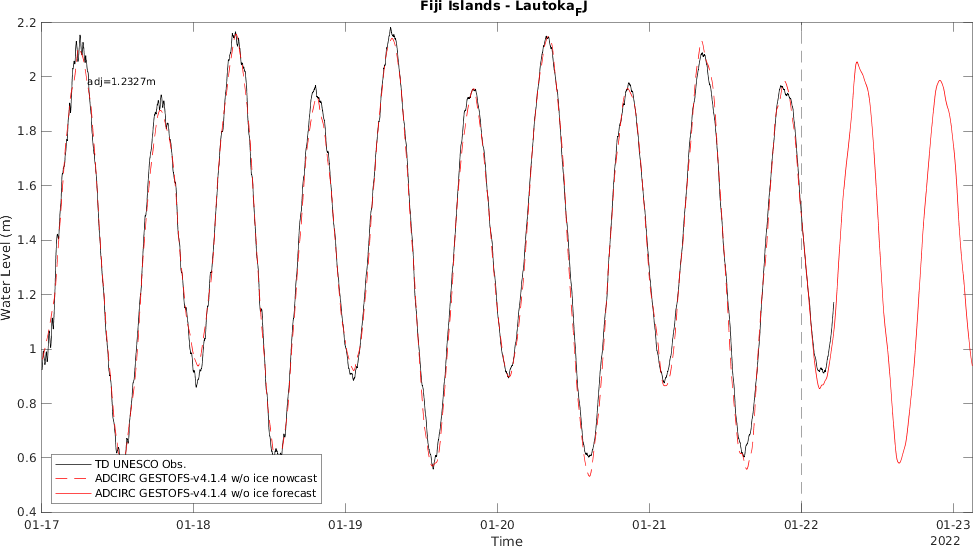 Fiji Islands - Lautoka_FJ
2.2
2
1.8
1.6
1.4
1.2
1
0.8
0.6
0.4
Water Level (m)
adj=1.2327m
TD UNESCO Obs.
ADCIRC GESTOFS-v4.1.4 w/o ice nowcast
ADCIRC GESTOFS-v4.1.4 w/o ice forecast
01-17 01-18 01-19 01-20 01-21 01-22 01-23
Time
2022